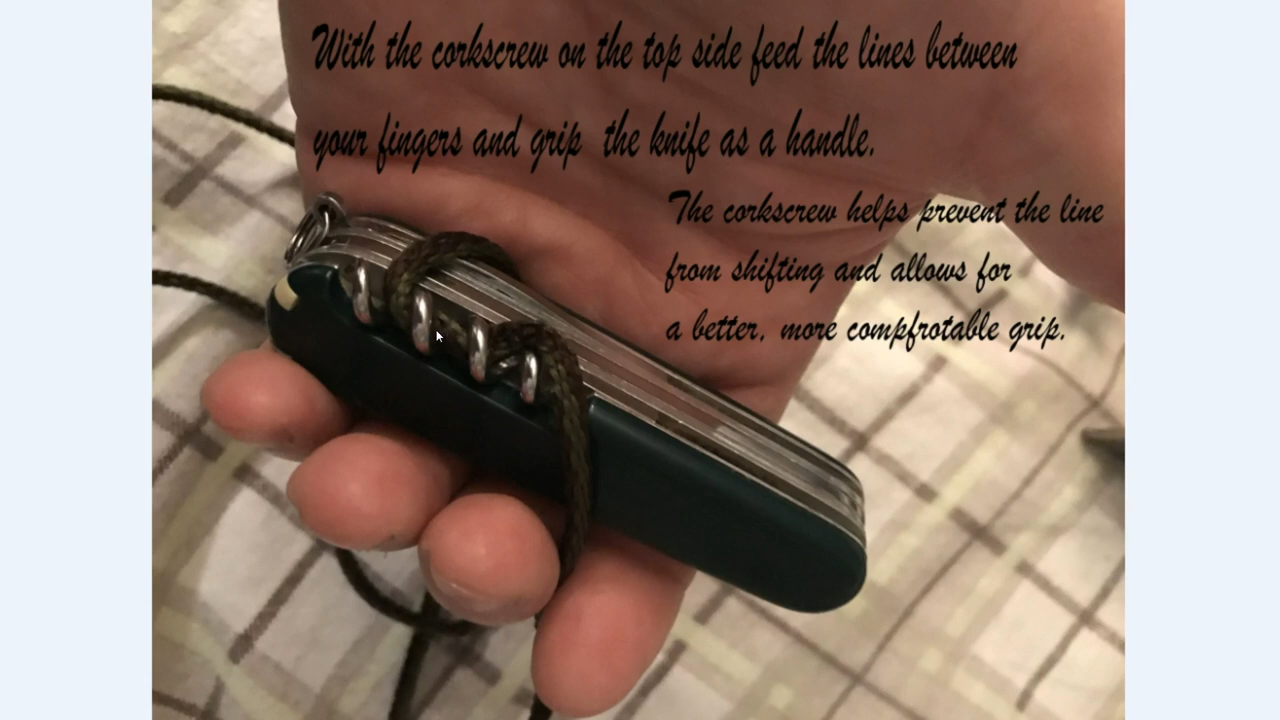 With the corkscrew on the top side feed the lines between
your fingers and grip the knife as a handle.
The corkscrew helps prevent the line
from shifting and allows for
a better, more compfrotable grip.